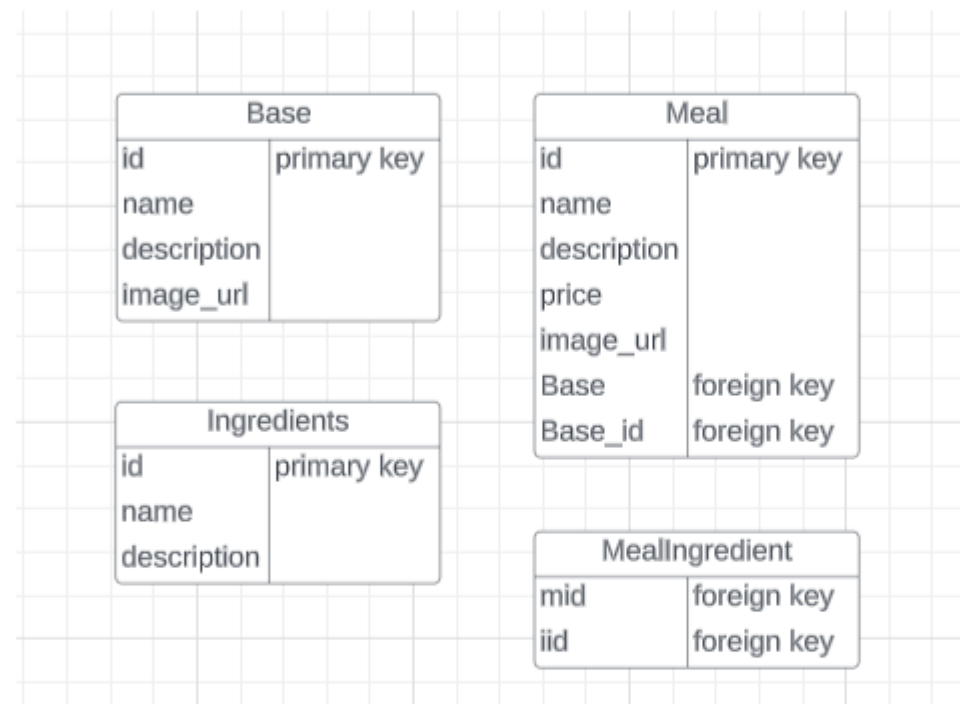 Base
id primary key
name
description
image_url
Meal
id primary key
name
description
price
image_url
Base foreign key
Base_id foreign key
Ingredients
id primary key
name
description
MealIngredient
mid foreign key
iid foreign key